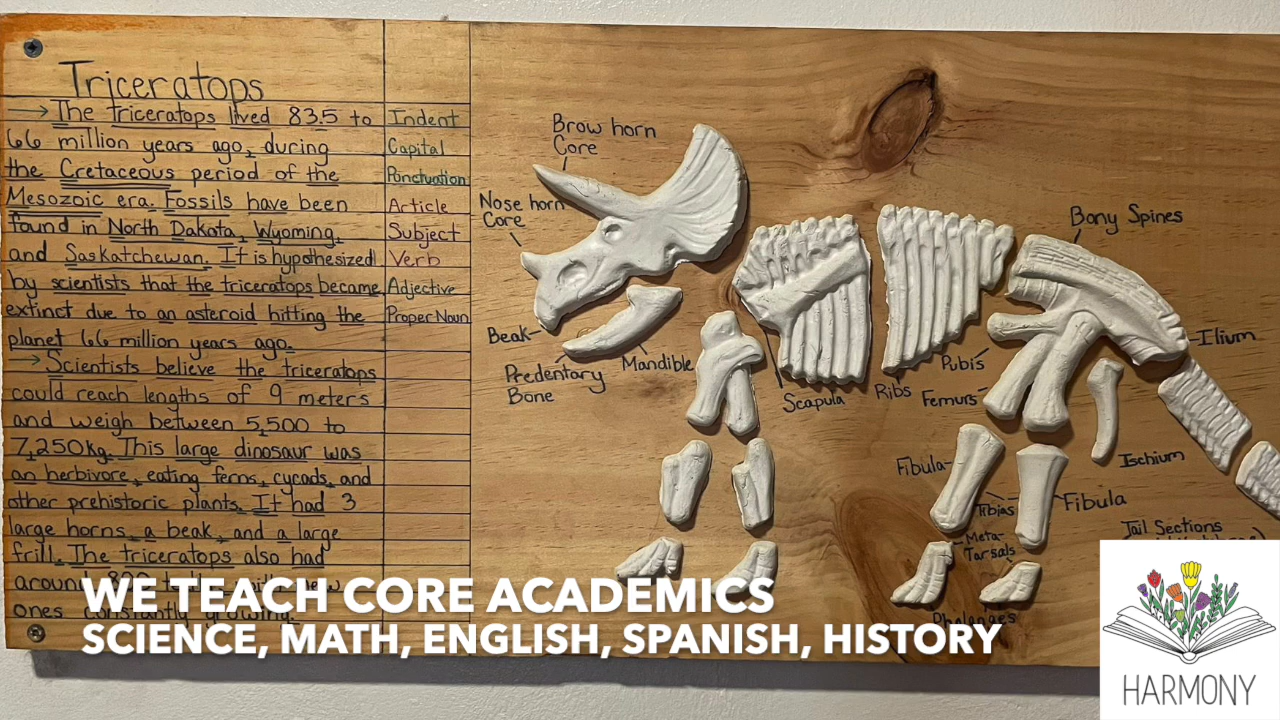 Triceratops
→ The triceratops lived 83.5 to
66 million years ago, during
the Cretaceous period of the
Mesozoic era. Fossils have been
found in North Dakota, Wyoming,
and Saskatchewan. It is hypothesized
by scientists that the triceratops became
extinct due to an asteroid hitting the
planet 66 million years ago.
→ Scientists believe the triceratops
could reach lengths of 9 meters
and weigh between 5,500 to
7,250kg. This large dinosaur was
an herbivore, eating ferns, cycads, and
other prehistoric plants. It had 3
large horns, a beak, and a large
frill. The triceratops also had
around
ones constantly growing.
Indent
Capital
Punctuation
Article
Subject
Verb
Adjective
Proper Noun
Brow horn
Core
Nose horn
Core
Beak
Predentary
Bone
Mandible
Scapula
Ribs
Pubis
Femurs
Bony Spines
Ilium
Ischium
Fibula
Tibias
Fibula
Meta-
Tarsals
Phalanges
Tail Sections
WE TEACH CORE ACADEMICS
SCIENCE, MATH, ENGLISH, SPANISH, HISTORY
HARMONY